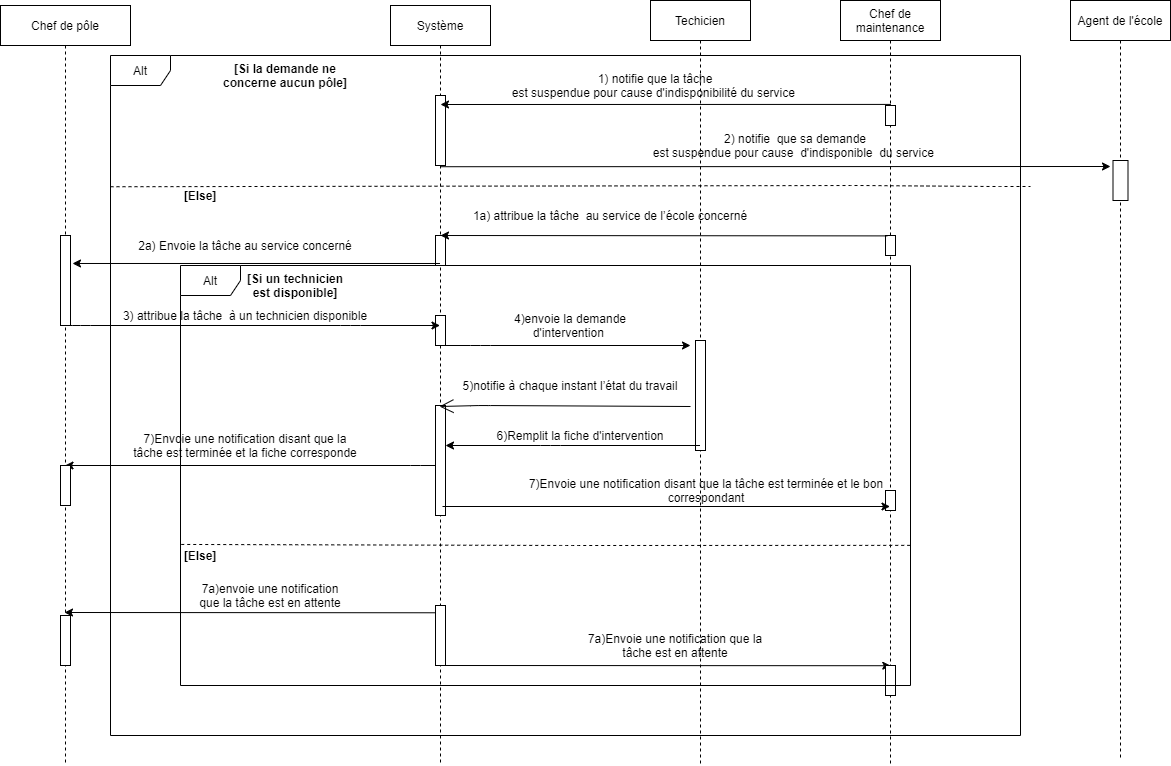 Chef de pôle
Système
Techicien
Chef de
maintenance
Agent de l'école
Alt
[Si la demande ne
concerne aucun pôle]
1) notifie que la tâche
est suspendue pour cause d'indisponibilité du service
2) notifie que sa demande
est suspendue pour cause d'indisponible du service
[Else]
1a) attribue la tâche au service de l'école concerné
2a) Envoie la tâche au service concerné
Alt
[Si un technicien
est disponible]
3) attribue la tâche à un technicien disponible
4)envoie la demande
d'intervention
5)notifie à chaque instant l'état du travail
6)Remplit la fiche d'intervention
7)Envoie une notification disant que la
tâche est terminée et la fiche corresponde
7)Envoie une notification disant que la tâche est terminée et le bon
correspondant
[Else]
7a)envoie une notification
que la tâche est en attente
7a)Envoie une notification que la
tâche est en attente